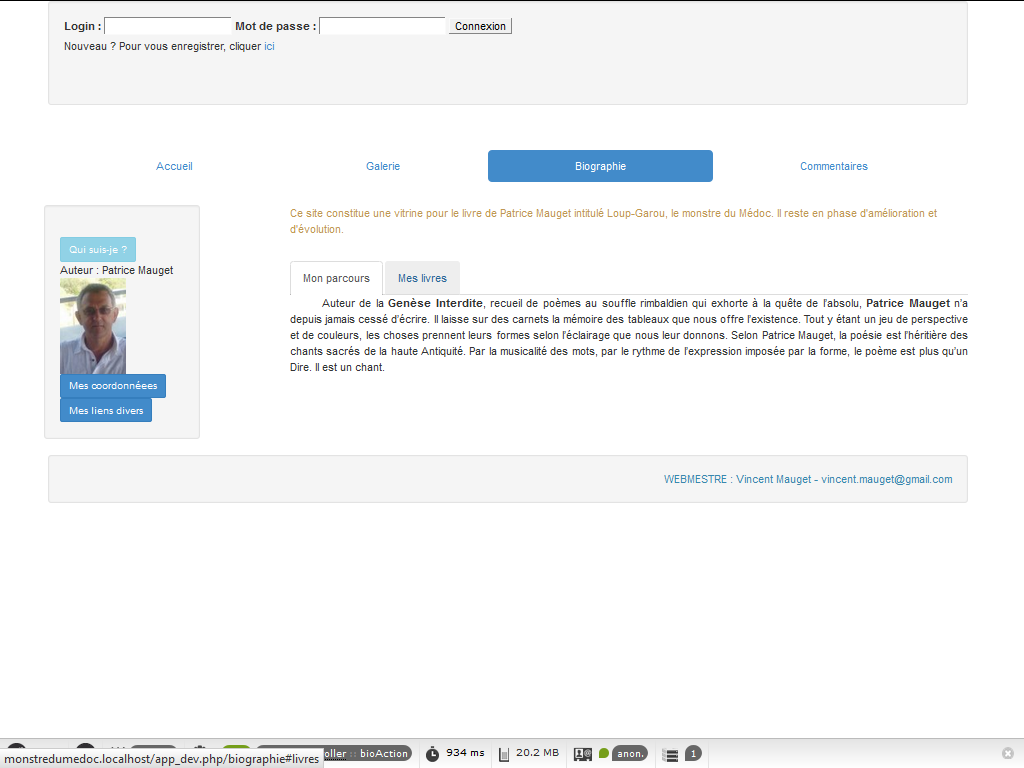 Login : Mot de passe : Connexion
Nouveau ? Pour vous enregistrer, cliquer ici
Accueil Galerie Biographie Commentaires
Qui suis-je ?
Auteur : Patrice Mauget
Mes coordonnéees
Mes liens divers
Ce site constitue une vitrine pour le livre de Patrice Mauget intitulé Loup-Garou, le monstre du Médoc. Il reste en phase d'amélioration et
d'évolution.
Mon parcours Mes livres
Auteur de la Genèse Interdite, recueil de poèmes au souffle rimbaldien qui exhorte à la quête de l'absolu, Patrice Mauget n'a
depuis jamais cessé d'écrire. Il laisse sur des carnets la mémoire des tableaux que nous offre l'existence. Tout y étant un jeu de perspective
et de couleurs, les choses prennent leurs formes selon l'éclairage que nous leur donnons. Selon Patrice Mauget, la poésie est l'héritière des
chants sacrés de la haute Antiquité. Par la musicalité des mots, par le rythme de l'expression imposée par la forme, le poème est plus qu'un
Dire. Il est un chant.
WEBMESTRE : Vincent Mauget - vincent.mauget@gmail.com
oller :: bioAction 934 ms 20.2 MB anon. 1
monstredumedoc.localhost/app_dev.php/biographie#livres